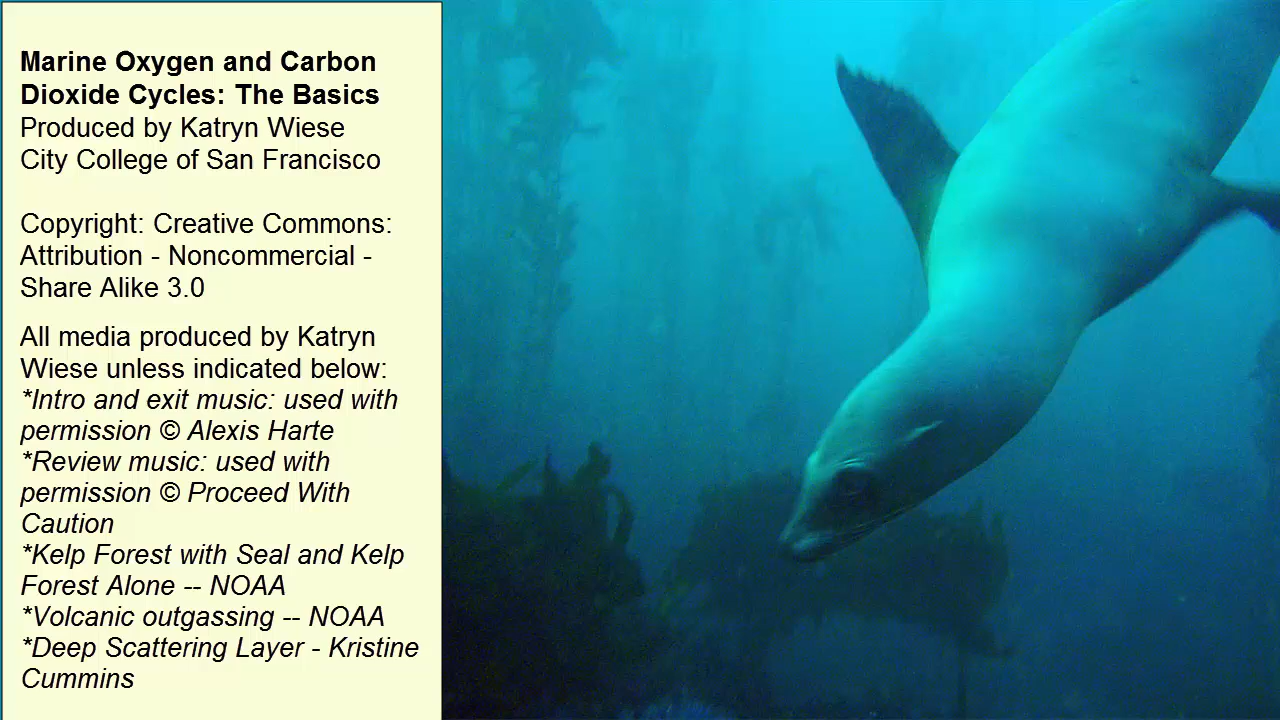 Marine Oxygen and Carbon
Dioxide Cycles: The Basics
Produced by Katryn Wiese
City College of San Francisco
Copyright: Creative Commons:
Attribution - Noncommercial -
Share Alike 3.0
All media produced by Katryn
Wiese unless indicated below:
*Intro and exit music: used with
permission © Alexis Harte
*Review music: used with
permission © Proceed With
Caution
*Kelp Forest with Seal and Kelp
Forest Alone -- NOAA
*Volcanic outgassing -- NOAA
*Deep Scattering Layer - Kristine
Cummins